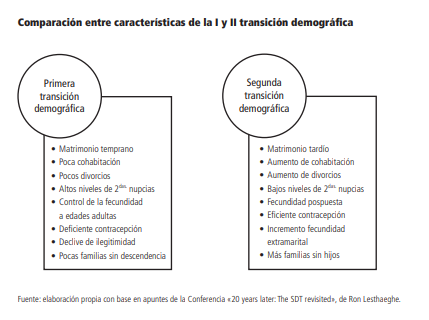 Comparación entre características de la I y II transición demográfica
Primera
transición
demográfica
• Matrimonio temprano
• Poca cohabitación
• Pocos divorcios
• Altos niveles de 2das nupcias
• Control de la fecundidad
a edades adultas
• Deficiente contracepción
• Declive de ilegitimidad
• Pocas familias sin descendencia
Segunda
transición
demográfica
• Matrimonio tardío
• Aumento de cohabitación
• Aumento de divorcios
• Bajos niveles de 2das nupcias
• Fecundidad pospuesta
• Eficiente contracepción
• Incremento fecundidad
extramarital
• Más familias sin hijos
Fuente: elaboración propia con base en apuntes de la Conferencia «20 years later: The SDT revisited», de Ron Lesthaeghe.